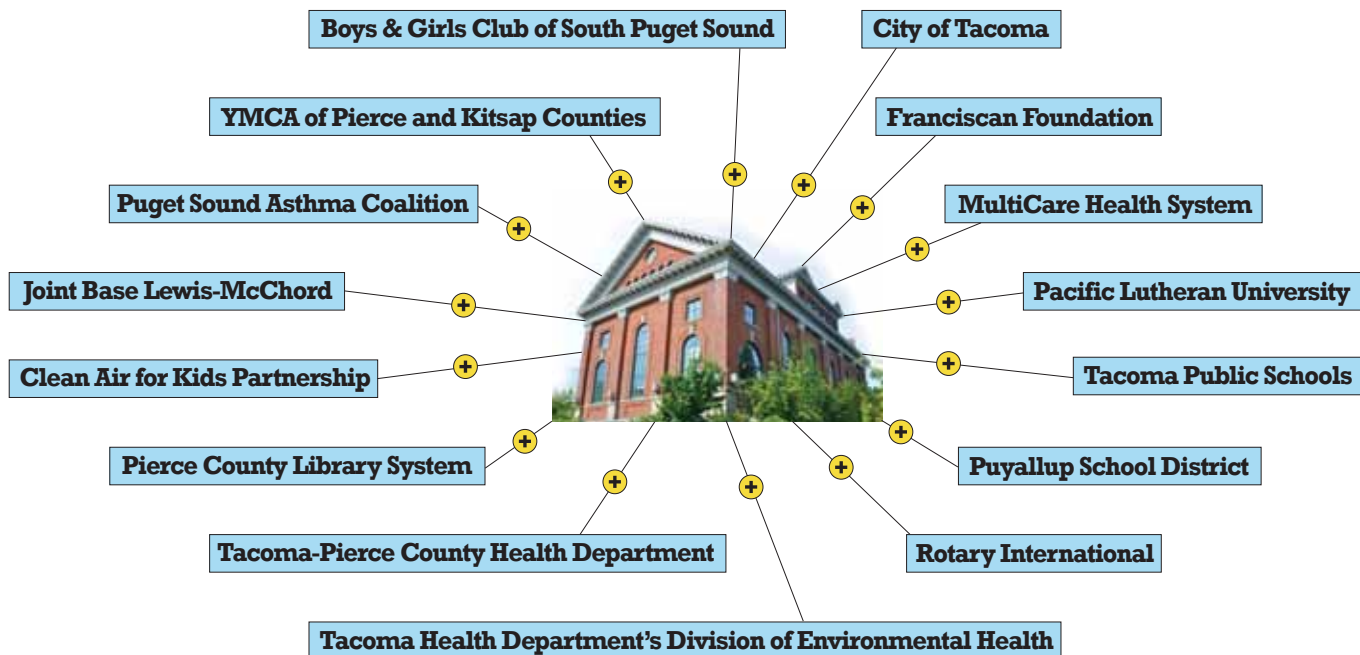 Boys & Girls Club of South Puget Sound
City of Tacoma
YMCA of Pierce and Kitsap Counties
Franciscan Foundation
Puget Sound Asthma Coalition
MultiCare Health System
Joint Base Lewis-McChord
Pacific Lutheran University
Clean Air for Kids Partnership
Tacoma Public Schools
Pierce County Library System
Puyallup School District
Tacoma-Pierce County Health Department
Rotary International
Tacoma Health Department's Division of Environmental Health